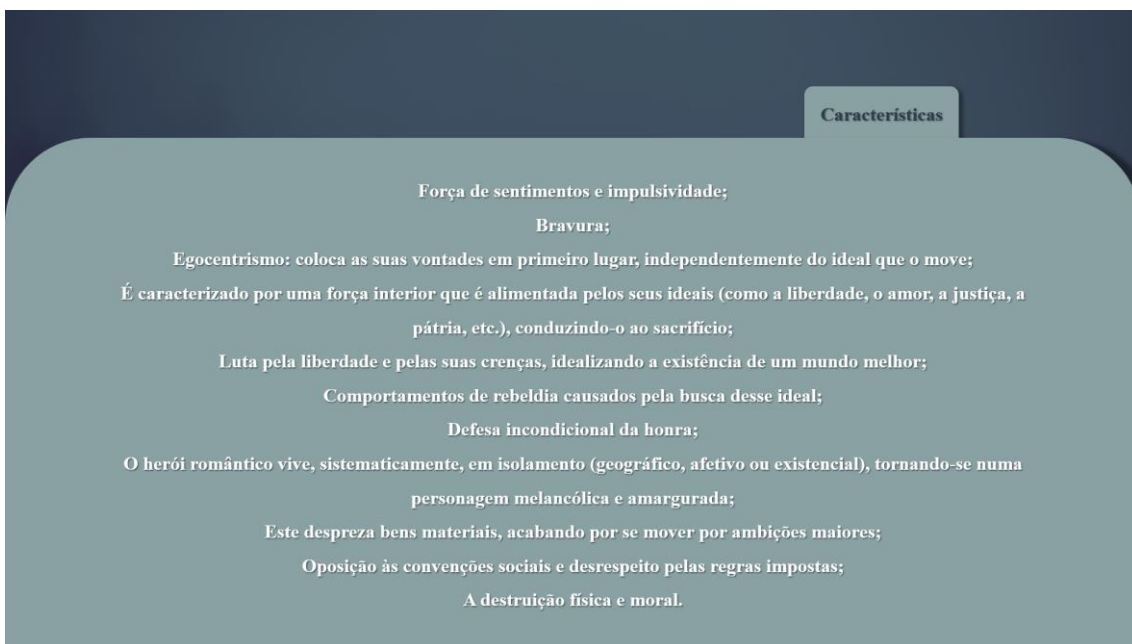 Características
Força de sentimentos e impulsividade;
Bravura;
Egocentrismo: coloca as suas vontades em primeiro lugar, independentemente do ideal que o move;
É caracterizado por uma força interior que é alimentada pelos seus ideais (como a liberdade, o amor, a justiça, a
pátria, etc.), conduzindo-o ao sacrifício;
Luta pela liberdade e pelas suas crenças, idealizando a existência de um mundo melhor;
Comportamentos de rebeldia causados pela busca desse ideal;
Defesa incondicional da honra;
O herói romântico vive, sistematicamente, em isolamento (geográfico, afetivo ou existencial), tornando-se numa
personagem melancólica e amargurada;
Este despreza bens materiais, acabando por se mover por ambições maiores;
Oposição às convenções sociais e desrespeito pelas regras impostas;
A destruição física e moral.